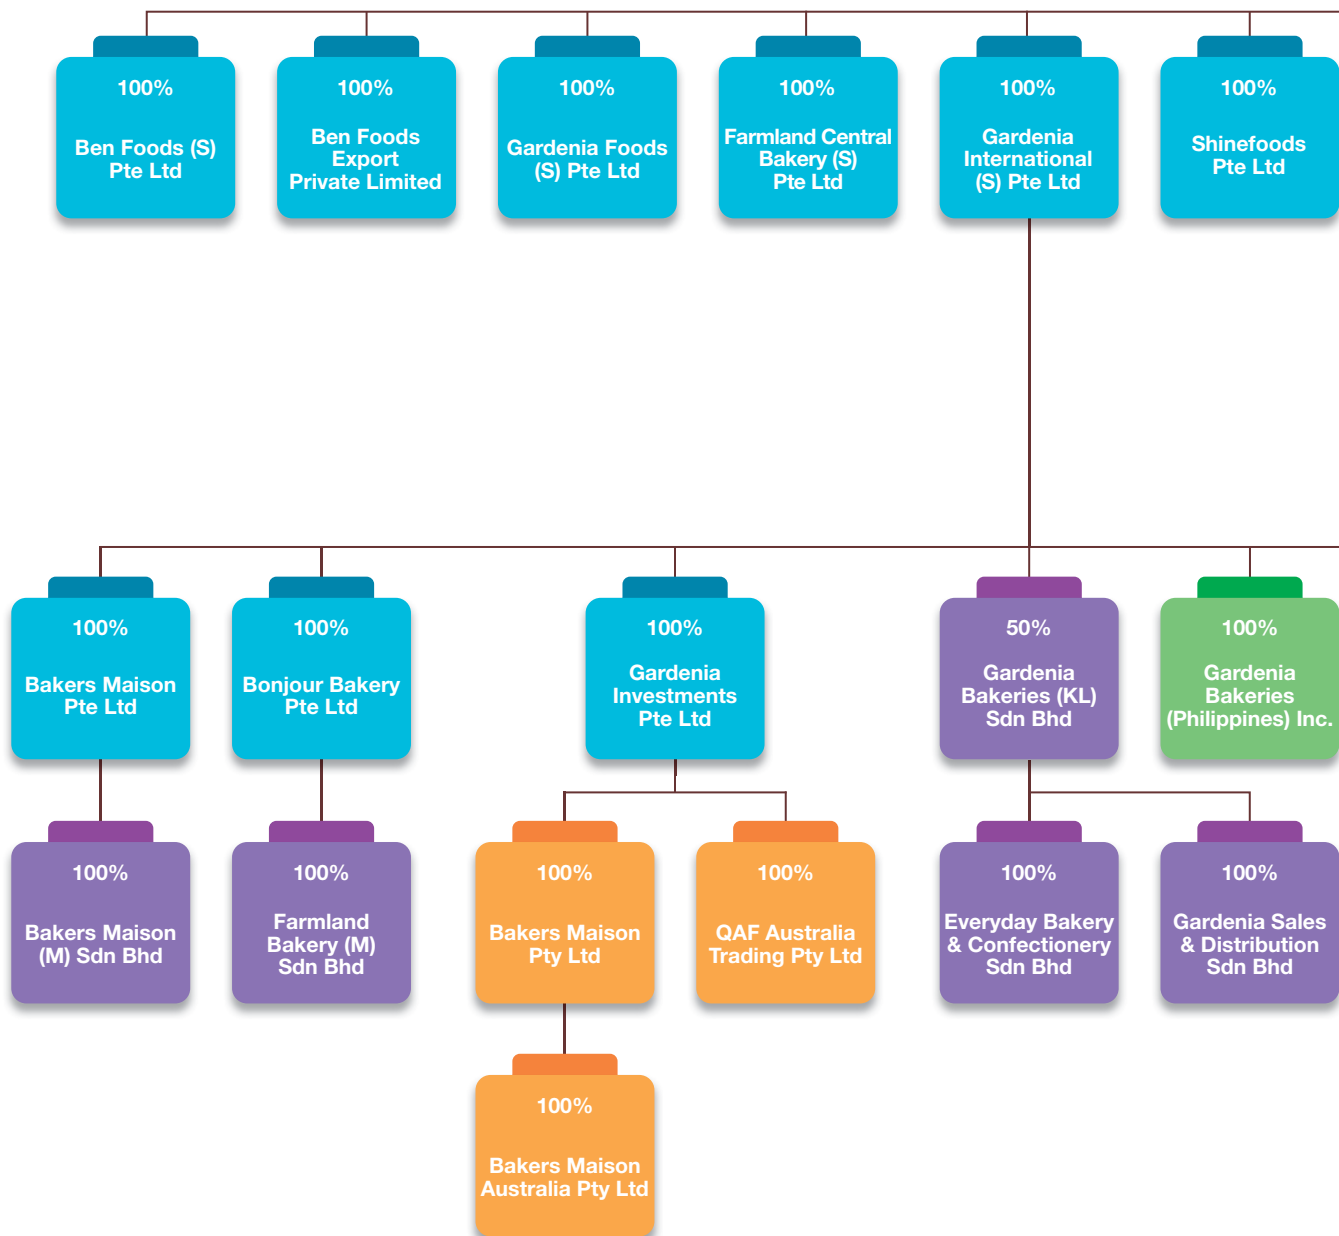 100%
Ben Foods (S)
Pte Ltd
100%
Ben Foods
Export
Private Limited
100%
Gardenia Foods
(S) Pte Ltd
100%
Farmland Central
Bakery (S)
Pte Ltd
100%
Gardenia
International
(S) Pte Ltd
100%
Shinefoods
Pte Ltd
100%
Bakers Maison
Pte Ltd
100%
Bonjour Bakery
Pte Ltd
100%
Gardenia
Investments
Pte Ltd
50%
Gardenia
Bakeries (KL)
Sdn Bhd
100%
Gardenia
Bakeries
(Philippines) Inc.
100%
Bakers Maison
(M) Sdn Bhd
100%
Farmland
Bakery (M)
Sdn Bhd
100%
Bakers Maison
Pty Ltd
100%
QAF Australia
Trading Pty Ltd
100%
Everyday Bakery
& Confectionery
Sdn Bhd
100%
Gardenia Sales
& Distribution
Sdn Bhd
100%
Bakers Maison
Australia Pty Ltd